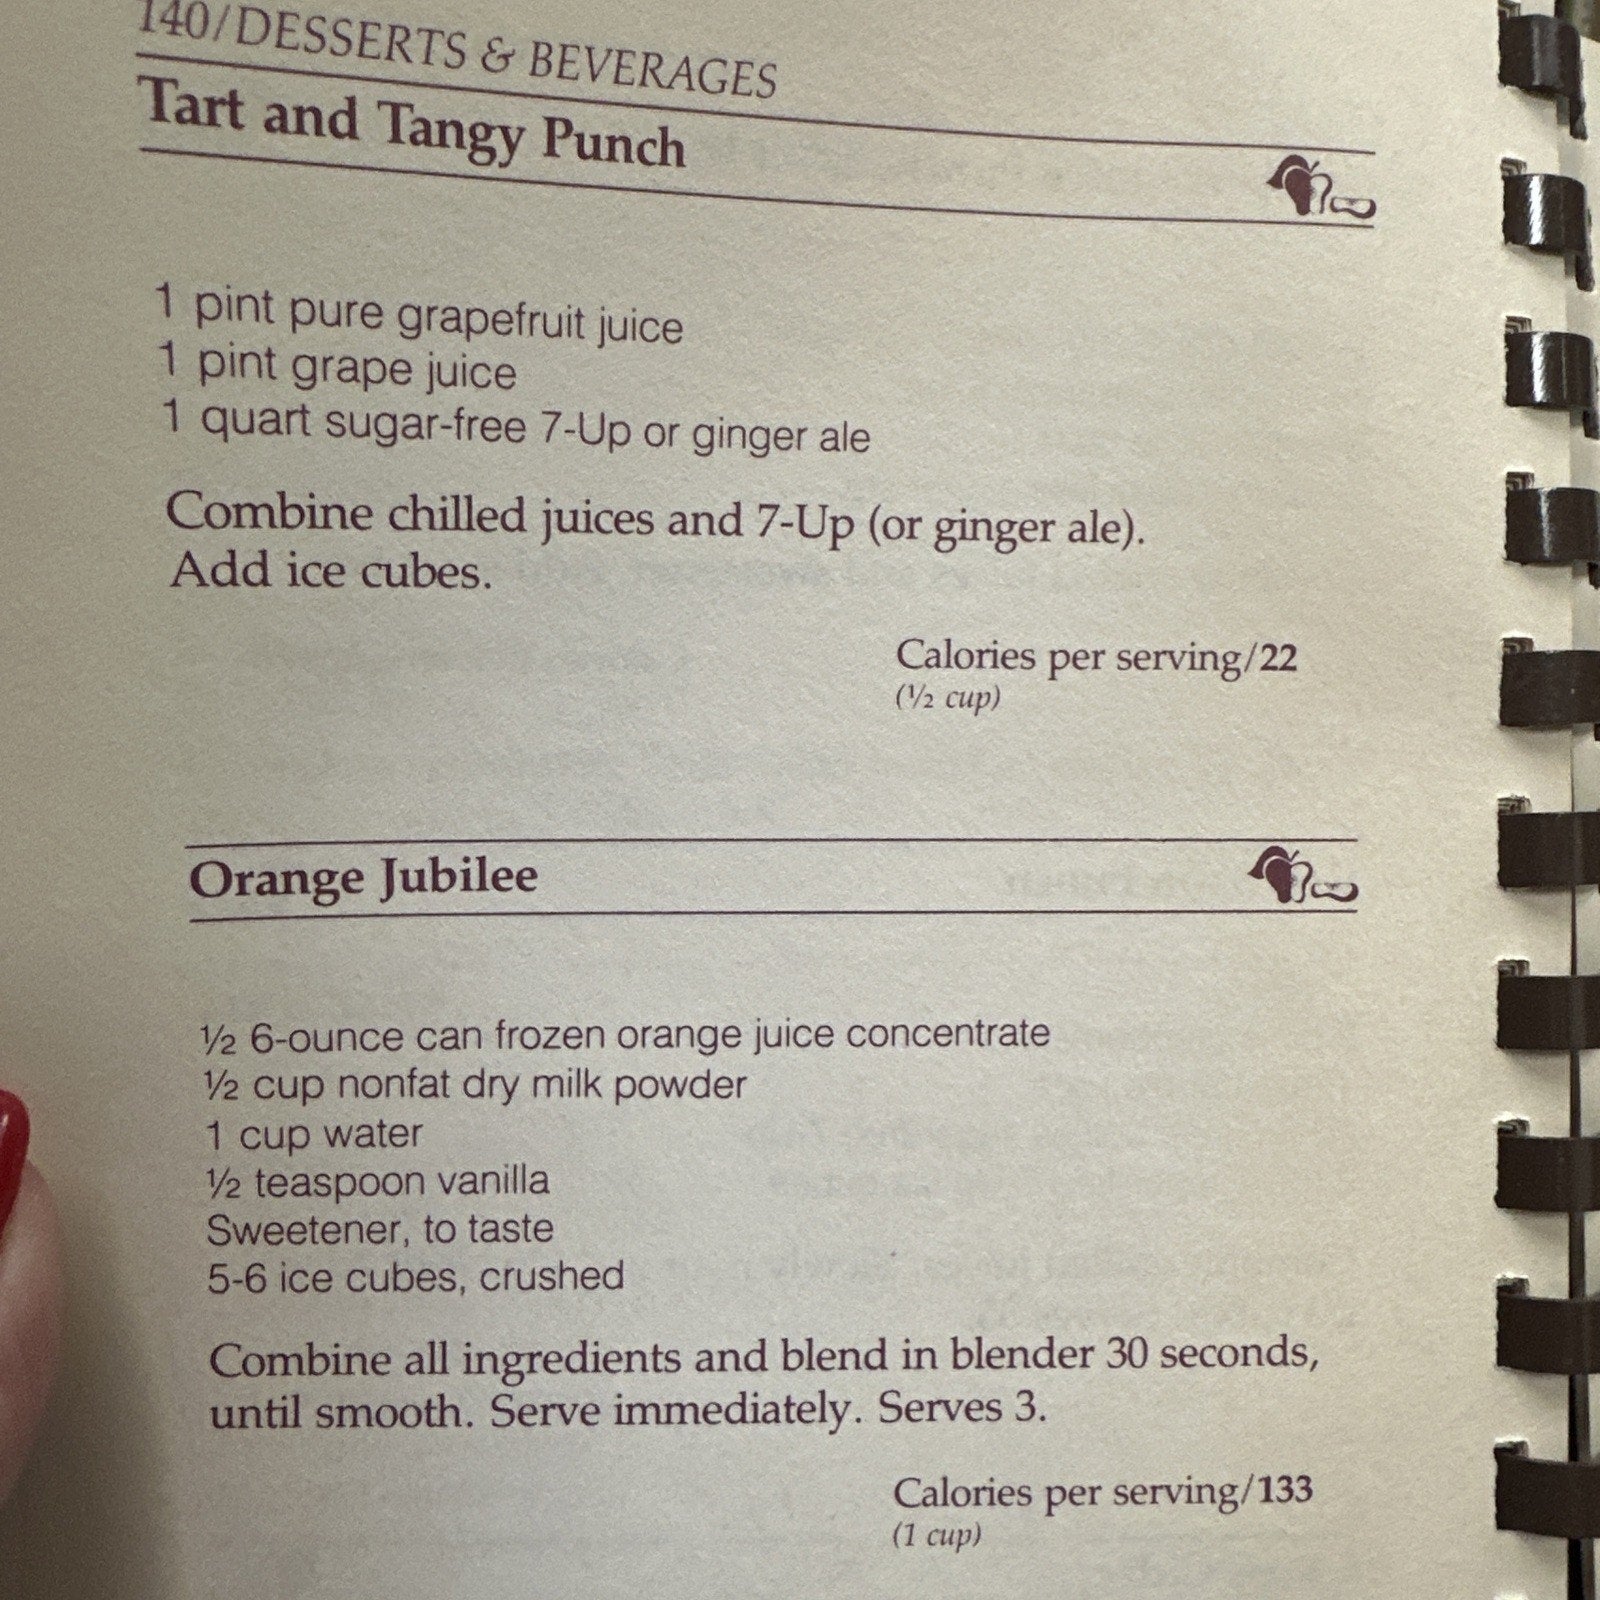 140/DESSERTS & BEVERAGES
Tart and Tangy Punch
1 pint pure grapefruit juice
1 pint grape juice
1 quart sugar-free 7-Up or ginger ale
Combine chilled juices and 7-Up (or ginger ale).
Add ice cubes.
Calories per serving/22
(½ cup)
Orange Jubilee
½ 6-ounce can frozen orange juice concentrate
½ cup nonfat dry milk powder
1 cup water
½ teaspoon vanilla
Sweetener, to taste
5-6 ice cubes, crushed
Combine all ingredients and blend in blender 30 seconds,
until smooth. Serve immediately. Serves 3.
Calories per serving/133
(1 cup)